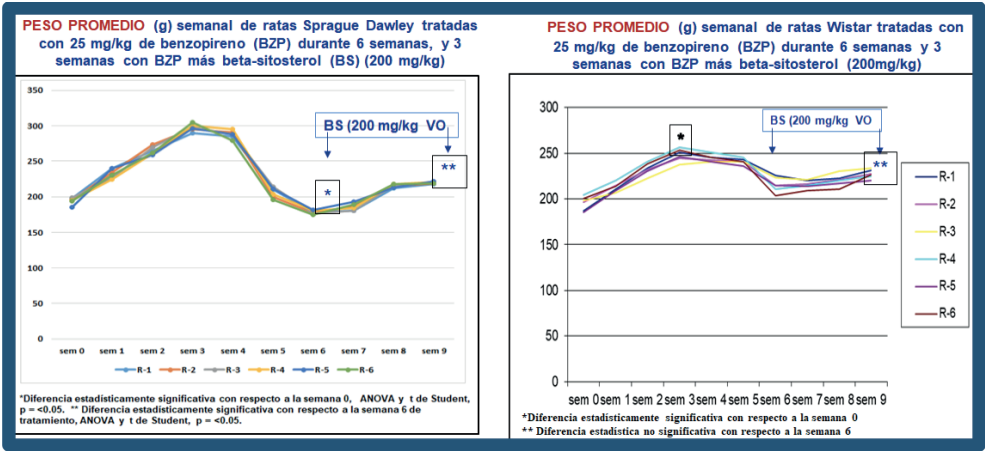 PESO PROMEDIO (g) semanal de ratas Sprague Dawley tratadas
con 25 mg/kg de benzopireno (BZP) durante 6 semanas, y 3
semanas con BZP más beta-sitosterol (BS) (200 mg/kg)
350
300
250
200
150
100
50
0
BS (200 mg/kg VO
*
**
sem 0 sem 1 sem 2 sem 3 sem 4 sem 5 sem 6 sem 7 sem 8 sem 9
R-1 R-2 R-3 R-4 R-5 R-6
*Diferencia estadísticamente significativa con respecto a la semana 0, ANOVA y t de Student,
p = <0.05. ** Diferencia estadísticamente significativa con respecto a la semana 6 de
tratamiento, ANOVA y t de Student, p = <0.05.
PESO PROMEDIO (g) semanal de ratas Wistar tratadas con
25 mg/kg de benzopireno (BZP) durante 6 semanas y 3
semanas con BZP más beta-sitosterol (200mg/kg)
300
250
200
150
100
50
0
*
BS (200 mg/kg VO
**
sem 0 sem 1 sem 2 sem 3 sem 4 sem 5 sem 6 sem 7 sem 8 sem 9
R-1
R-2
R-3
R-4
R-5
R-6
*Diferencia estadísticamente significativa con respecto a la semana 0
** Diferencia estadística no significativa con respecto a la semana 6